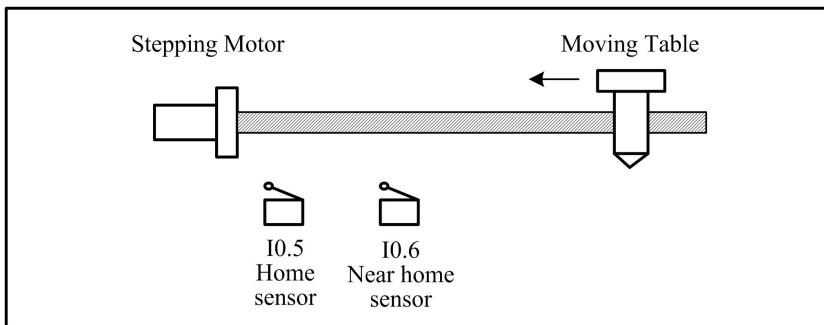 Stepping Motor
Moving Table
I0.5
Home
sensor
I0.6
Near home
sensor